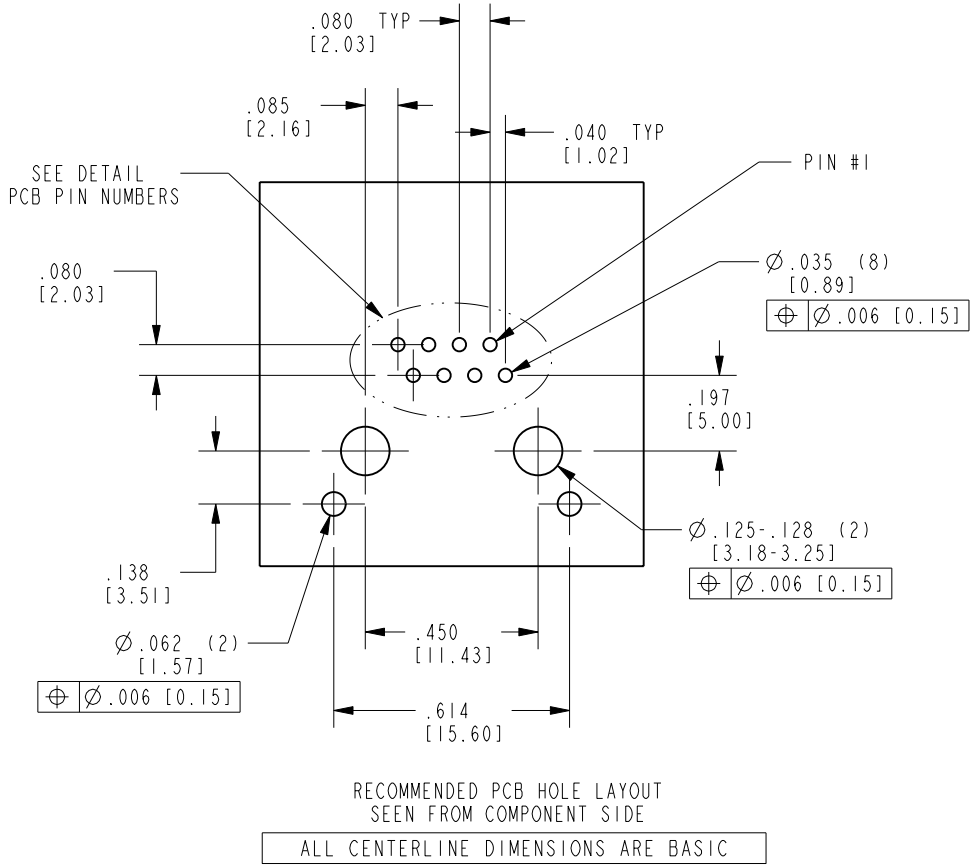 .080 TYP
[2.03]
.085
[2.16]
.040 TYP
[1.02]
PIN #1
SEE DETAIL
PCB PIN NUMBERS
.080
[2.03]
Ø.035 (8)
[0.89]
⌖ Ø.006 [0.15]
.197
[5.00]
Ø.125-.128 (2)
[3.18-3.25]
⌖ Ø.006 [0.15]
.138
[3.51]
Ø.062 (2)
[1.57]
⌖ Ø.006 [0.15]
.450
[11.43]
.614
[15.60]
RECOMMENDED PCB HOLE LAYOUT
SEEN FROM COMPONENT SIDE
ALL CENTERLINE DIMENSIONS ARE BASIC